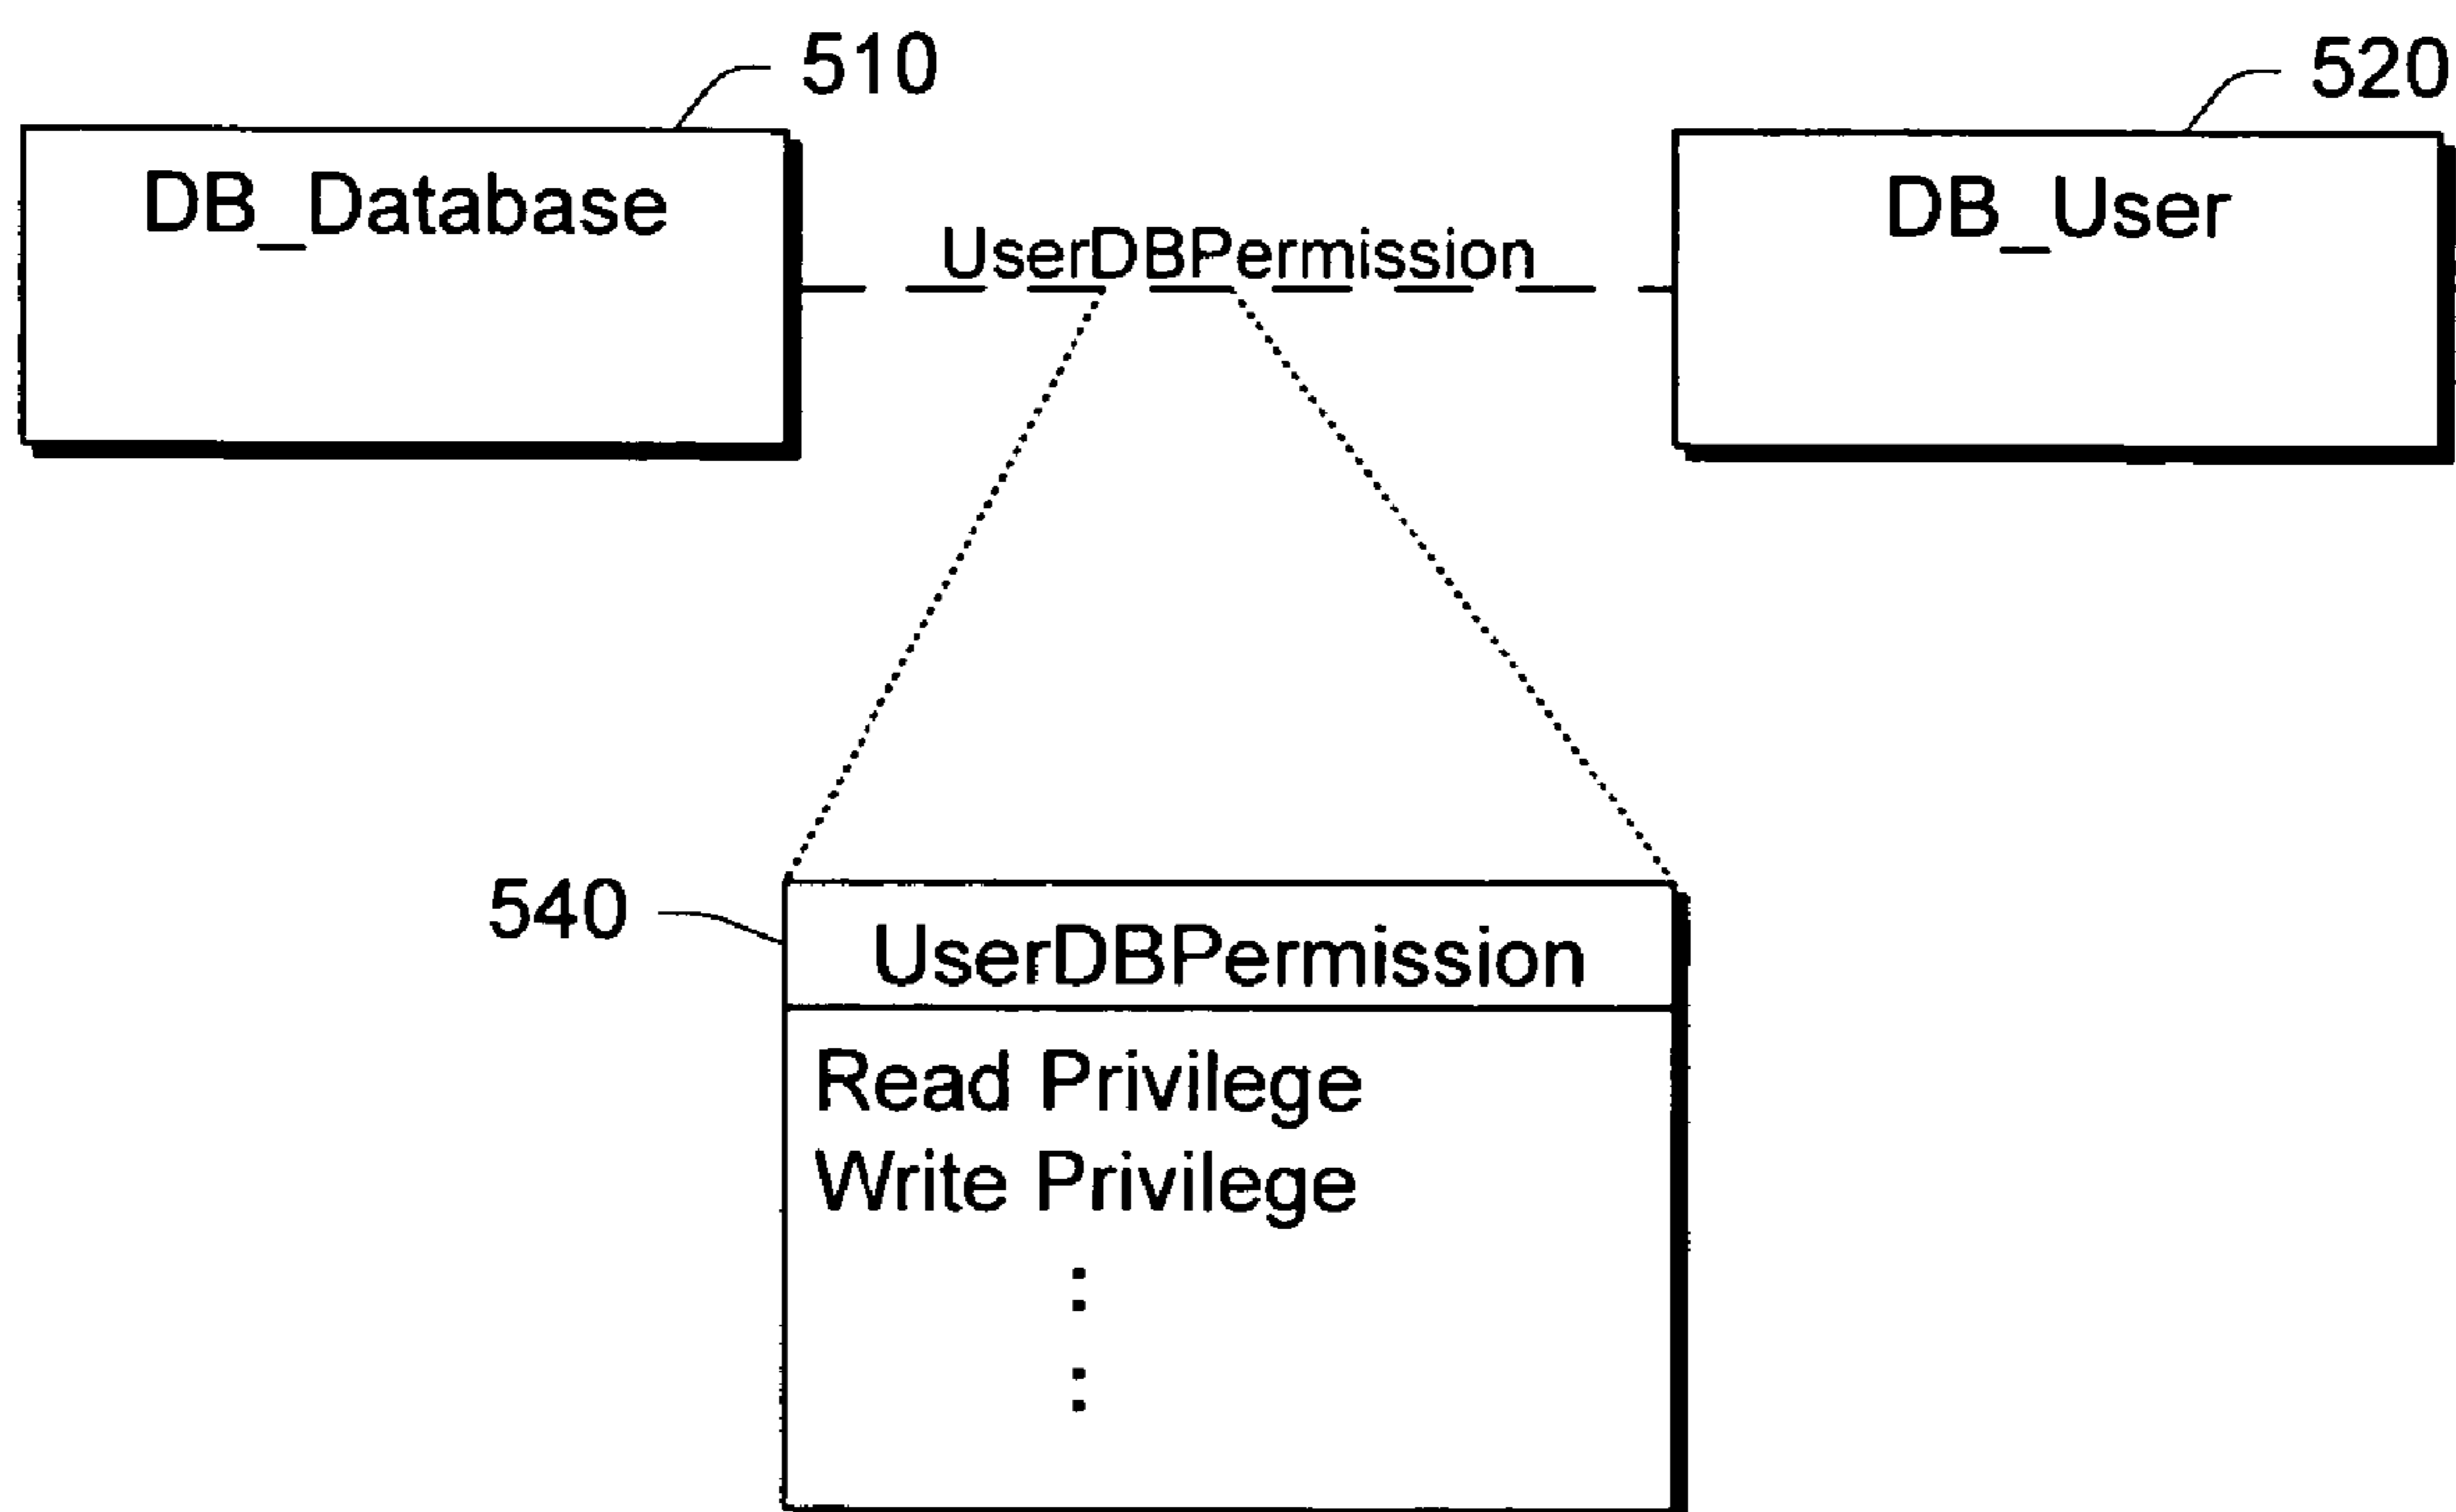 510
520
DB_Database
DB_User
UserDBPermission
540
UserDBPermission
Read Privilege
Write Privilege